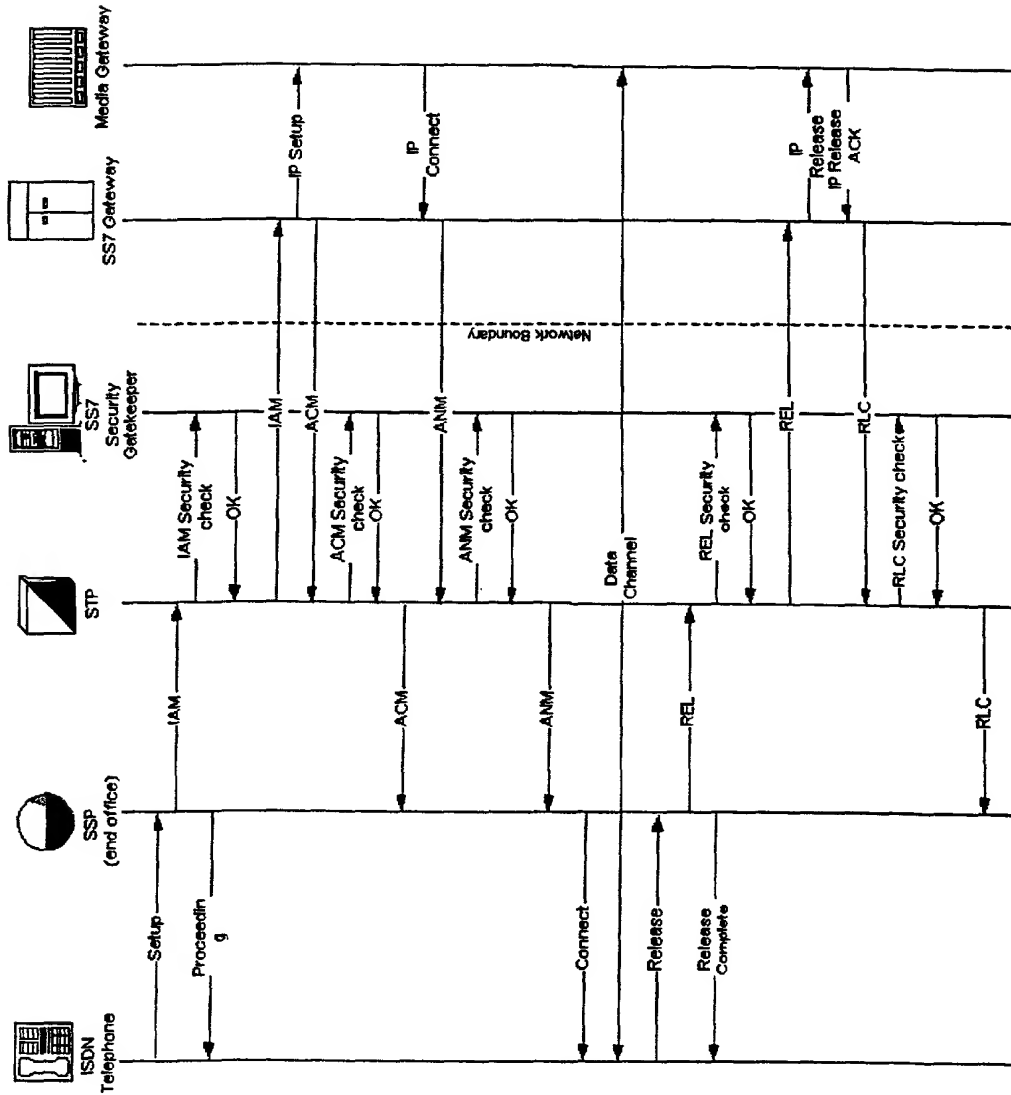 ISDN
Telephone
SSP
(end office)
STP
SS7
Security
Gatekeeper
SS7 Gateway
Media Gateway
Setup
IAM
IAM Security
check
Proceedin
g
OK
IAM
IP Setup
ACM
ACM Security
check
OK
ACM
IP
Connect
ANM
ANM Security
check
OK
ANM
Network Boundary
Connect
Data
Channel
Release
REL
REL Security
check
Release
Complete
OK
REL
IP
Release
IP Release
ACK
RLC
RLC Security check
OK
RLC